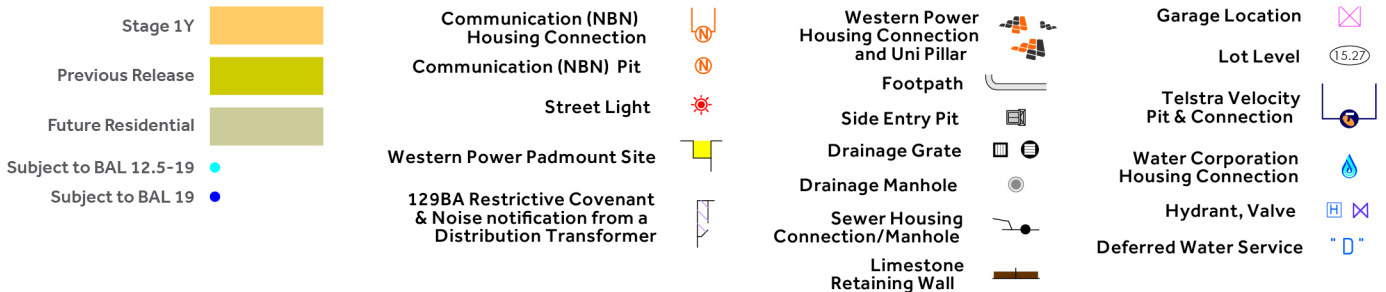 Stage 1Y
Previous Release
Future Residential
Subject to BAL 12.5-19
Subject to BAL 19
Communication (NBN)
Housing Connection
N
Communication (NBN) Pit
N
Street Light
Western Power Padmount Site
129BA Restrictive Covenant
& Noise notification from a
Distribution Transformer
Western Power
Housing Connection
and Uni Pillar
Footpath
Side Entry Pit
Drainage Grate
Drainage Manhole
Sewer Housing
Connection/Manhole
Limestone
Retaining Wall
Garage Location
Lot Level
15.27
Telstra Velocity
Pit & Connection
Water Corporation
Housing Connection
Hydrant, Valve
H
Deferred Water Service
"D"